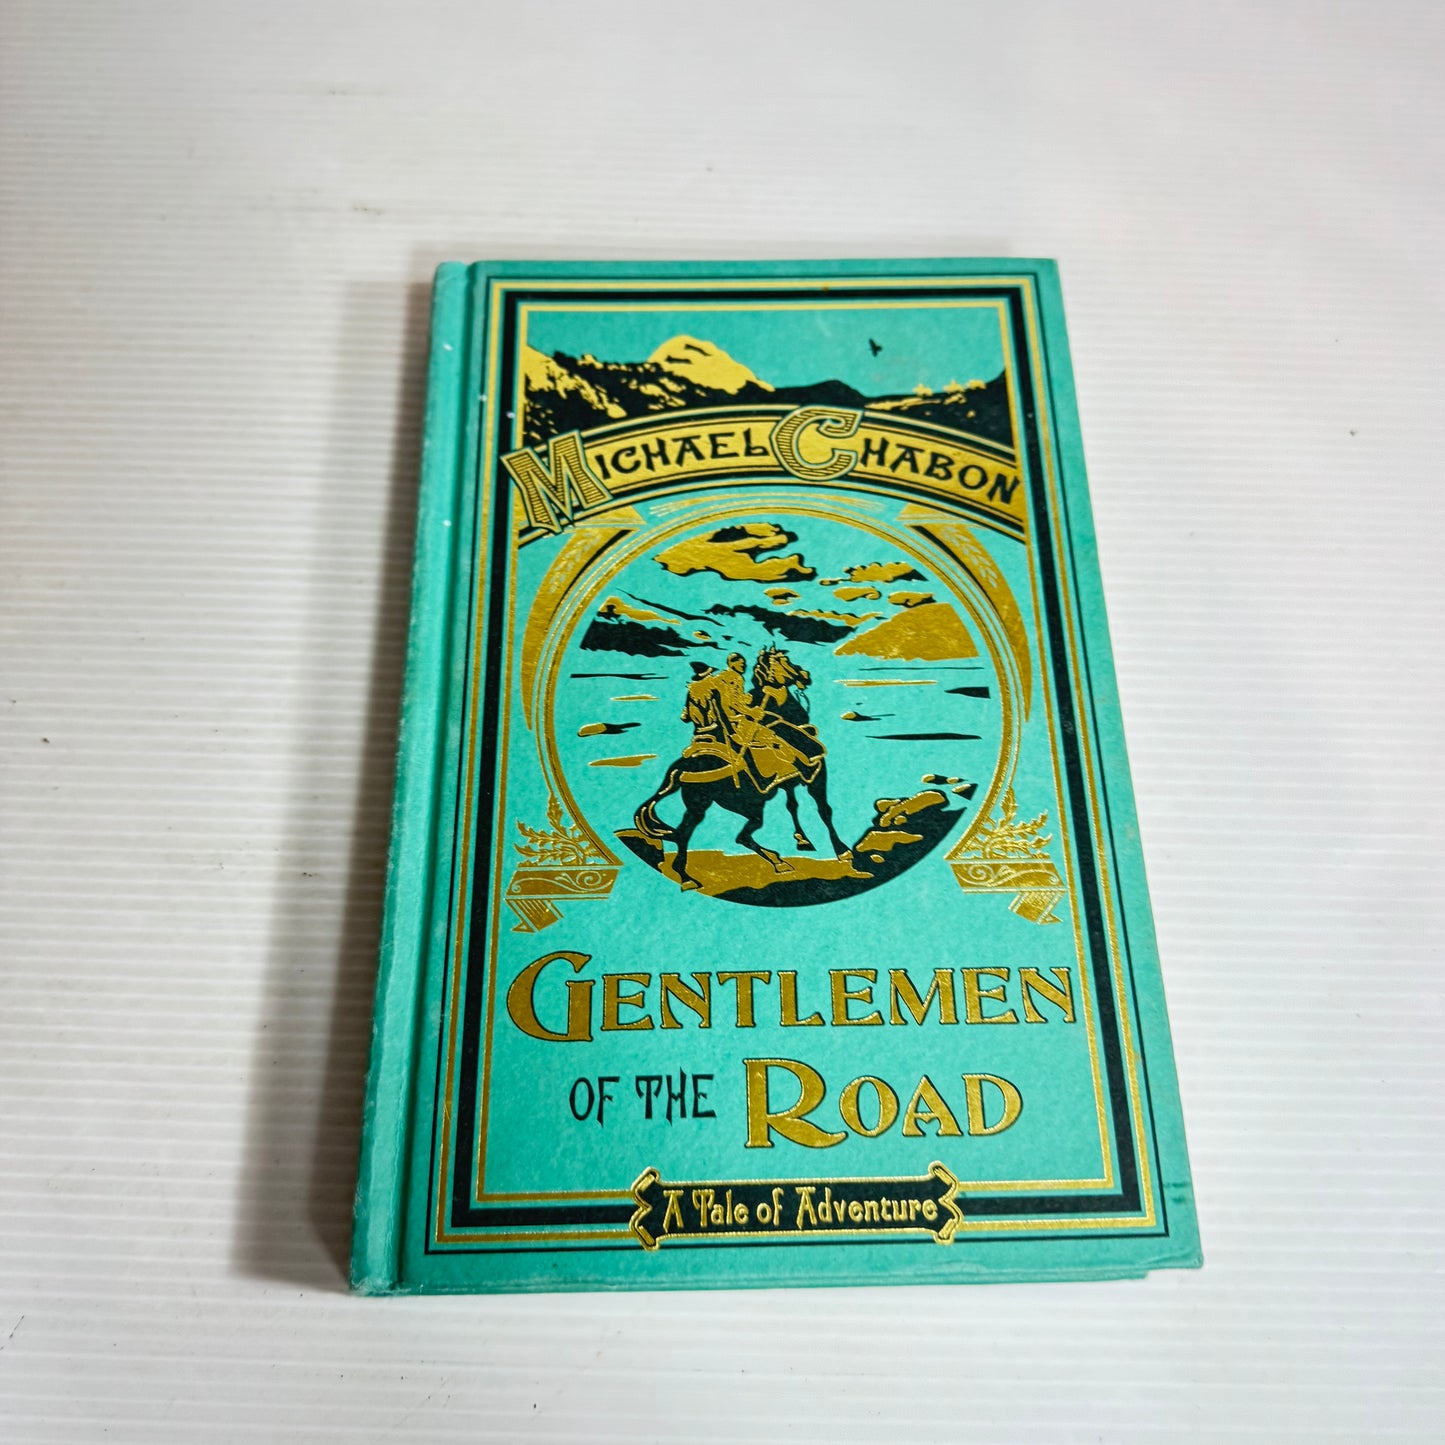 Michael Chabon
Gentlemen
of the Road
A Tale of Adventure